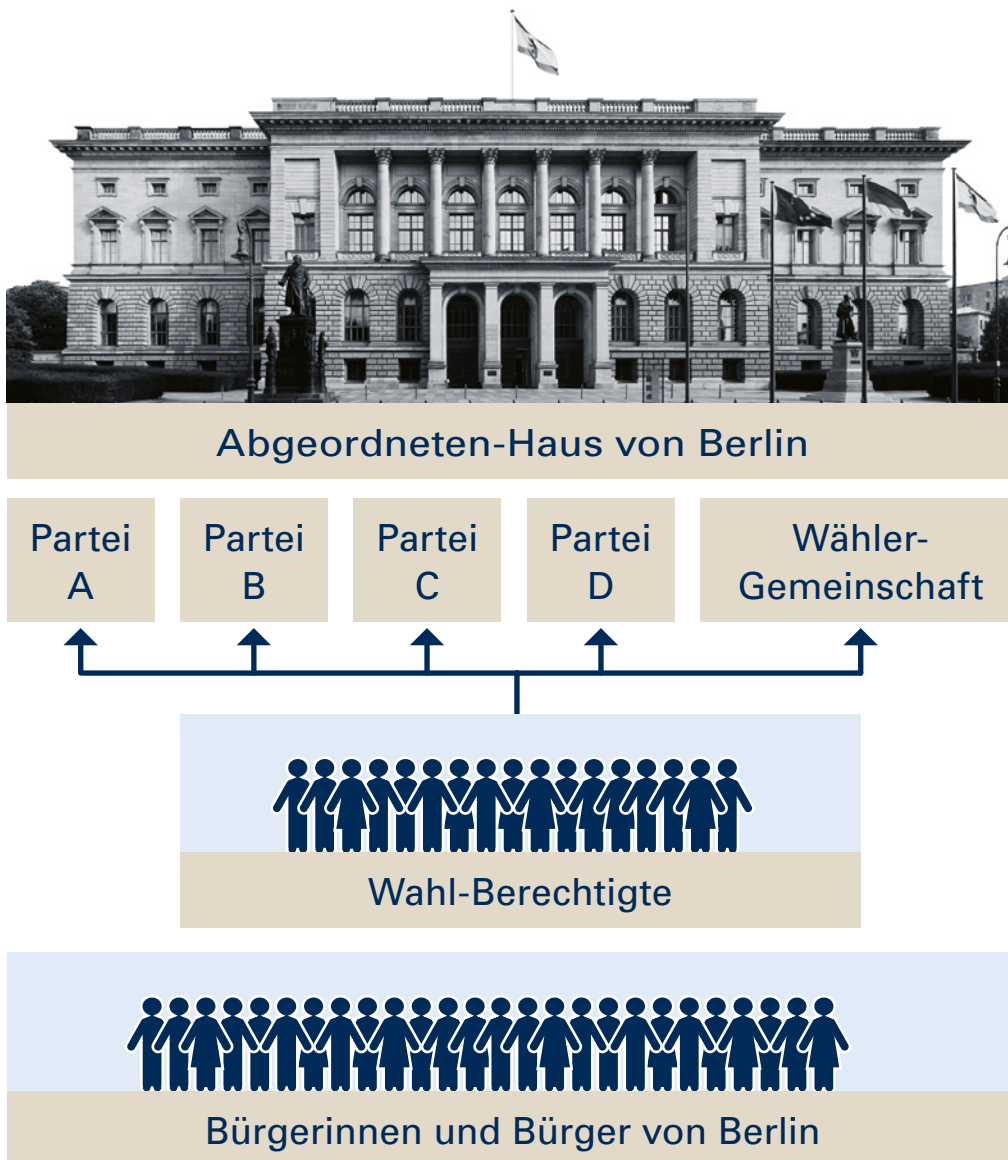 Abgeordneten-Haus von Berlin
Partei
A
Partei
B
Partei
C
Partei
D
Wähler-
Gemeinschaft
Wahl-Berechtigte
Bürgerinnen und Bürger von Berlin